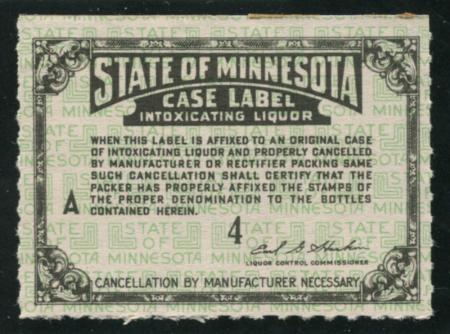 STATE OF MINNESOTA
CASE LABEL
INTOXICATING LIQUOR
WHEN THIS LABEL IS AFFIXED TO AN ORIGINAL CASE
OF INTOXICATING LIQUOR AND PROPERLY CANCELLED
BY MANUFACTURER OR RECTIFIER PACKING SAME
SUCH CANCELLATION SHALL CERTIFY THAT THE
PACKER HAS PROPERLY AFFIXED THE STAMPS OF
THE PROPER DENOMINATION TO THE BOTTLES
CONTAINED HEREIN.
A
4
LIQUOR CONTROL COMMISSIONER
CANCELLATION BY MANUFACTURER NECESSARY